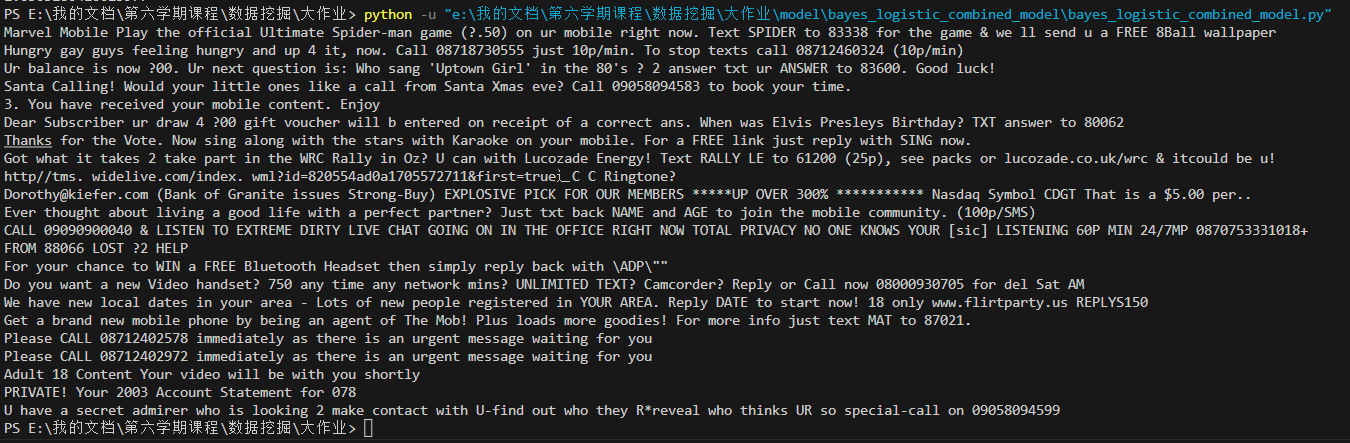 PS E:\我的文档\第六学期课程\数据挖掘\大作业> python -u "e:\我的文档\第六学期课程\数据挖掘\大作业\model\bayes_logistic_combined_model\bayes_logistic_combined_model.py"
Marvel Mobile Play the official Ultimate Spider-man game (?.50) on ur mobile right now. Text SPIDER to 83338 for the game & we ll send u a FREE 8Ball wallpaper
Hungry gay guys feeling hungry and up 4 it, now. Call 08718730555 just 10p/min. To stop texts call 08712460324 (10p/min)
Ur balance is now ?00. Ur next question is: Who sang 'Uptown Girl' in the 80's ? 2 answer txt ur ANSWER to 83600. Good luck!
Santa Calling! Would your little ones like a call from Santa Xmas eve? Call 09058094583 to book your time.
3. You have received your mobile content. Enjoy
Dear Subscriber ur draw 4 ?00 gift voucher will b entered on receipt of a correct ans. When was Elvis Presleys Birthday? TXT answer to 80062
Thanks for the Vote. Now sing along with the stars with Karaoke on your mobile. For a FREE link just reply with SING now.
Got what it takes 2 take part in the WRC Rally in Oz? U can with Lucozade Energy! Text RALLY LE to 61200 (25p), see packs or lucozade.co.uk/wrc & itcould be u!
http//tms. widelive.com/index. wml?id=820554ad0a1705572711&first=true¡C C Ringtone?
Dorothy@kiefer.com (Bank of Granite issues Strong-Buy) EXPLOSIVE PICK FOR OUR MEMBERS *****UP OVER 300% *********** Nasdaq Symbol CDGT That is a $5.00 per..
Ever thought about living a good life with a perfect partner? Just txt back NAME and AGE to join the mobile community. (100p/SMS)
CALL 09090900040 & LISTEN TO EXTREME DIRTY LIVE CHAT GOING ON IN THE OFFICE RIGHT NOW TOTAL PRIVACY NO ONE KNOWS YOUR [sic] LISTENING 60P MIN 24/7MP 0870753331018+
FROM 88066 LOST ?2 HELP
For your chance to WIN a FREE Bluetooth Headset then simply reply back with \ADP\""
Do you want a new Video handset? 750 any time any network mins? UNLIMITED TEXT? Camcorder? Reply or Call now 08000930705 for del Sat AM
We have new local dates in your area - Lots of new people registered in YOUR AREA. Reply DATE to start now! 18 only www.flirtparty.us REPLYS150
Get a brand new mobile phone by being an agent of The Mob! Plus loads more goodies! For more info just text MAT to 87021.
Please CALL 08712402578 immediately as there is an urgent message waiting for you
Please CALL 08712402972 immediately as there is an urgent message waiting for you
Adult 18 Content Your video will be with you shortly
PRIVATE! Your 2003 Account Statement for 078
U have a secret admirer who is looking 2 make contact with U-find out who they R*reveal who thinks UR so special-call on 09058094599
PS E:\我的文档\第六学期课程\数据挖掘\大作业>